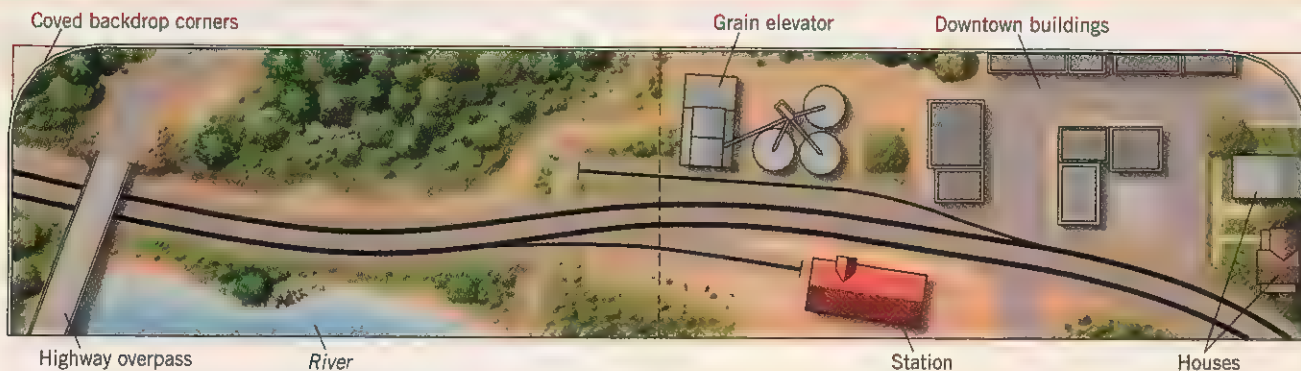 Coved backdrop corners
Grain elevator
Downtown buildings
Highway overpass
River
Station
Houses